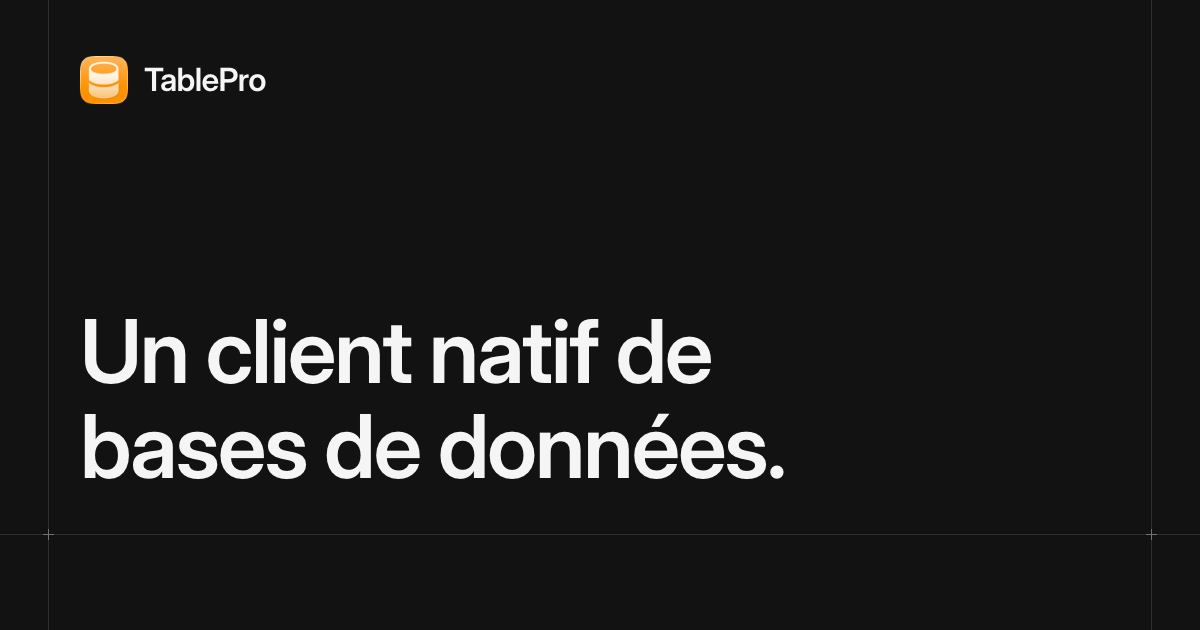 TablePro
Un client natif de
bases de données.